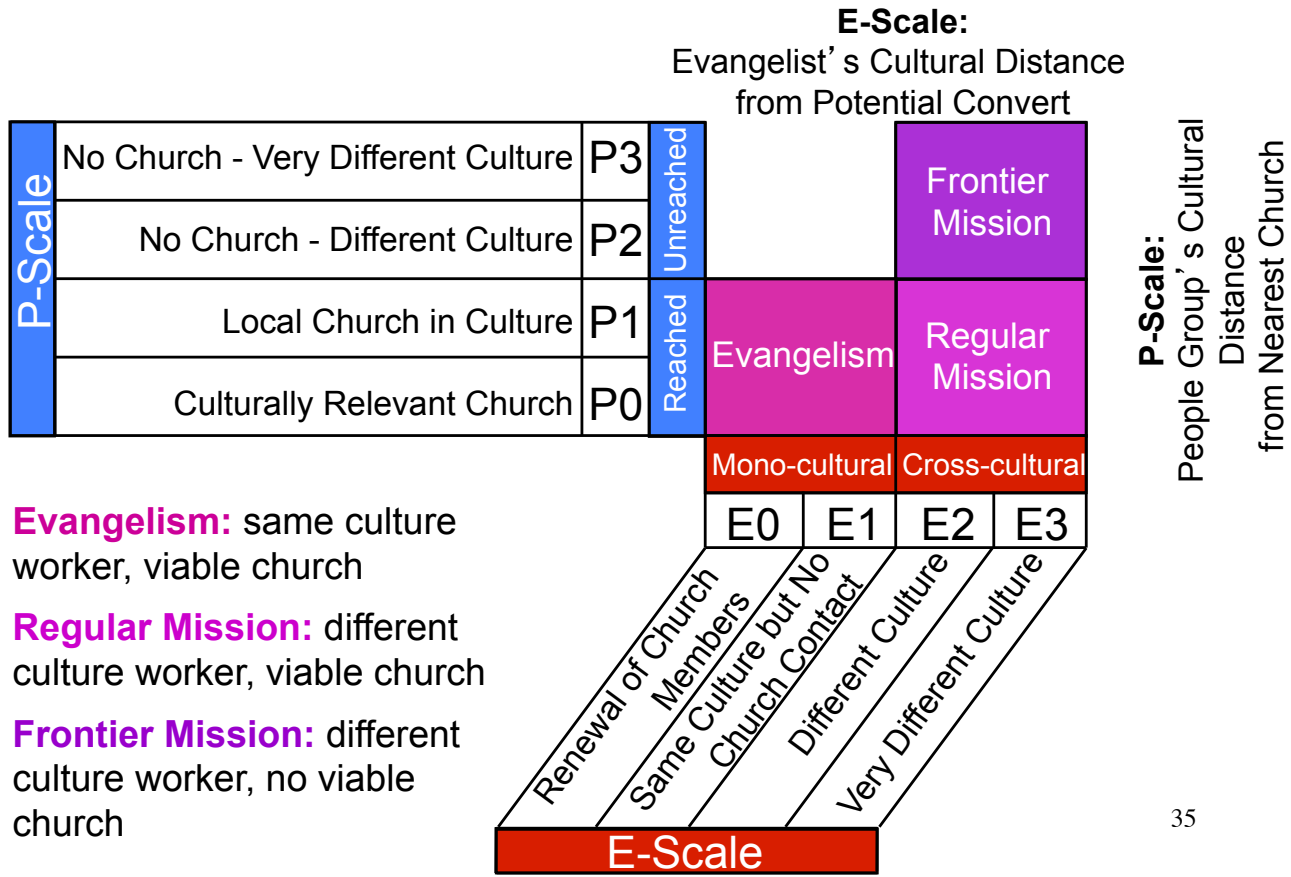 E-Scale:
Evangelist’s Cultural Distance
from Potential Convert
P-Scale
No Church - Very Different Culture P3
No Church - Different Culture P2
Local Church in Culture P1
Culturally Relevant Church P0
Unreached
Reached
Frontier
Mission
Evangelism
Regular
Mission
Mono-cultural Cross-cultural
E0 E1 E2 E3
Renewal of Church
Members
Same Culture but No
Church Contact
Different Culture
Very Different Culture
E-Scale
P-Scale:
People Group’s Cultural
Distance
from Nearest Church
Evangelism: same culture
worker, viable church
Regular Mission: different
culture worker, viable church
Frontier Mission: different
culture worker, no viable
church
35